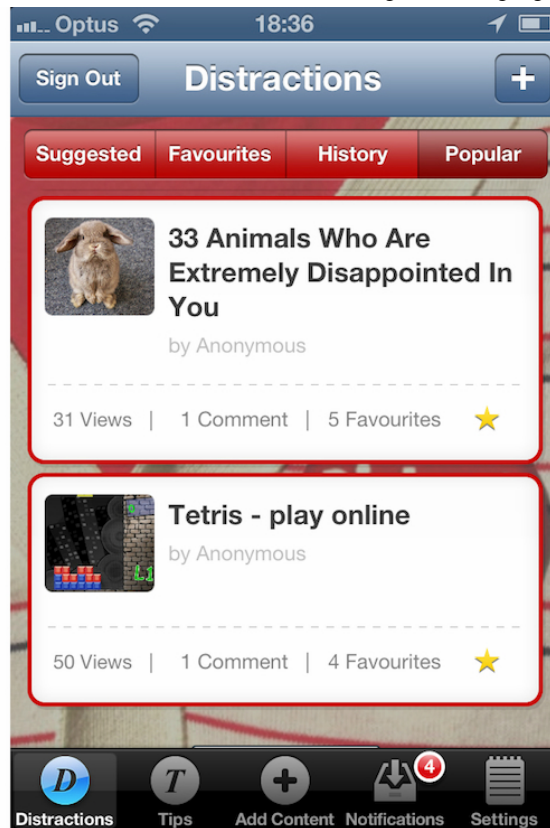 Optus 18:36
Sign Out Distractions +
Suggested Favourites History Popular
33 Animals Who Are
Extremely Disappointed In
You
by Anonymous
31 Views | 1 Comment | 5 Favourites
Tetris - play online
by Anonymous
L1
50 Views | 1 Comment | 4 Favourites
D T + 4
Distractions Tips Add Content Notifications Settings